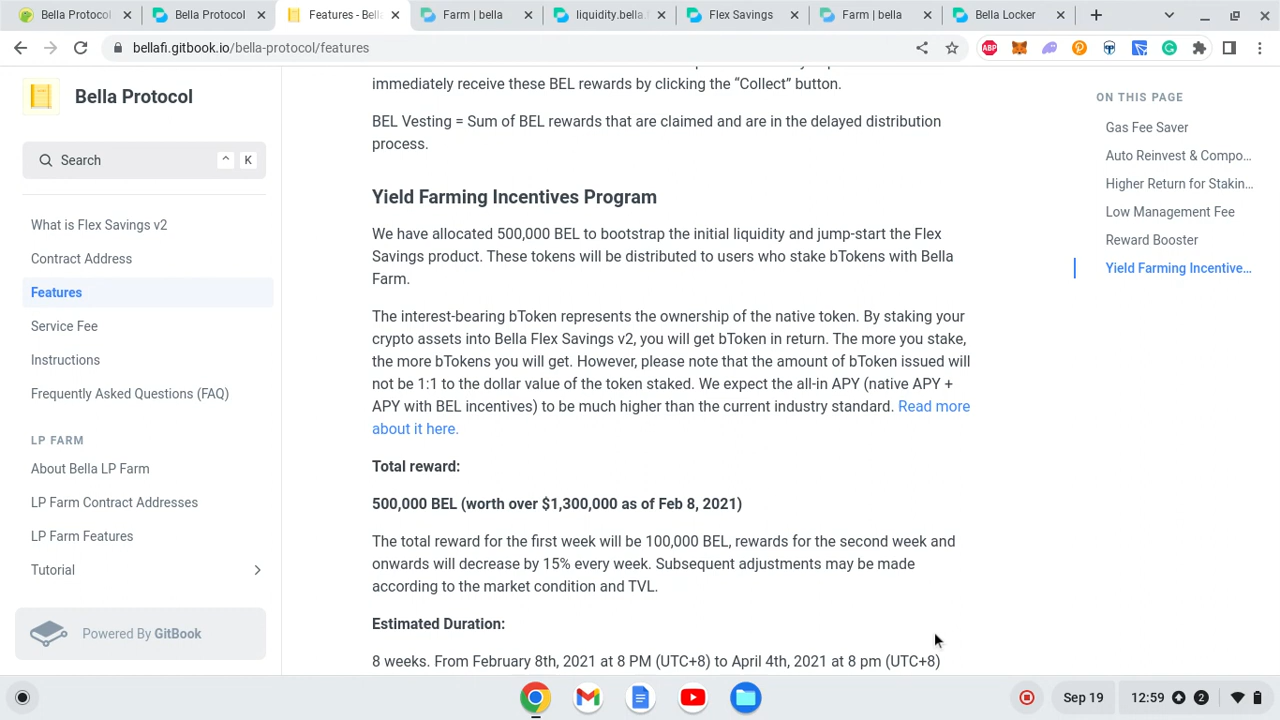 Bella Protocol
Bella Protocol
Features - Bella
Farm | bella
liquidity.bella.f
Flex Savings
Farm | bella
Bella Locker
bellafi.gitbook.io/bella-protocol/features
ABP
Bella Protocol
Search
^
K
What is Flex Savings v2
Contract Address
Features
Service Fee
Instructions
Frequently Asked Questions (FAQ)
LP FARM
About Bella LP Farm
LP Farm Contract Addresses
LP Farm Features
Tutorial
Powered By GitBook
immediately receive these BEL rewards by clicking the “Collect” button.
BEL Vesting = Sum of BEL rewards that are claimed and are in the delayed distribution
process.
Yield Farming Incentives Program
We have allocated 500,000 BEL to bootstrap the initial liquidity and jump-start the Flex
Savings product. These tokens will be distributed to users who stake bTokens with Bella
Farm.
The interest-bearing bToken represents the ownership of the native token. By staking your
crypto assets into Bella Flex Savings v2, you will get bToken in return. The more you stake,
the more bTokens you will get. However, please note that the amount of bToken issued will
not be 1:1 to the dollar value of the token staked. We expect the all-in APY (native APY +
APY with BEL incentives) to be much higher than the current industry standard. Read more
about it here.
Total reward:
500,000 BEL (worth over $1,300,000 as of Feb 8, 2021)
The total reward for the first week will be 100,000 BEL, rewards for the second week and
onwards will decrease by 15% every week. Subsequent adjustments may be made
according to the market condition and TVL.
Estimated Duration:
8 weeks. From February 8th, 2021 at 8 PM (UTC+8) to April 4th, 2021 at 8 pm (UTC+8)
ON THIS PAGE
Gas Fee Saver
Auto Reinvest & Compo…
Higher Return for Stakin…
Low Management Fee
Reward Booster
Yield Farming Incentive…
Sep 19
12:59
2